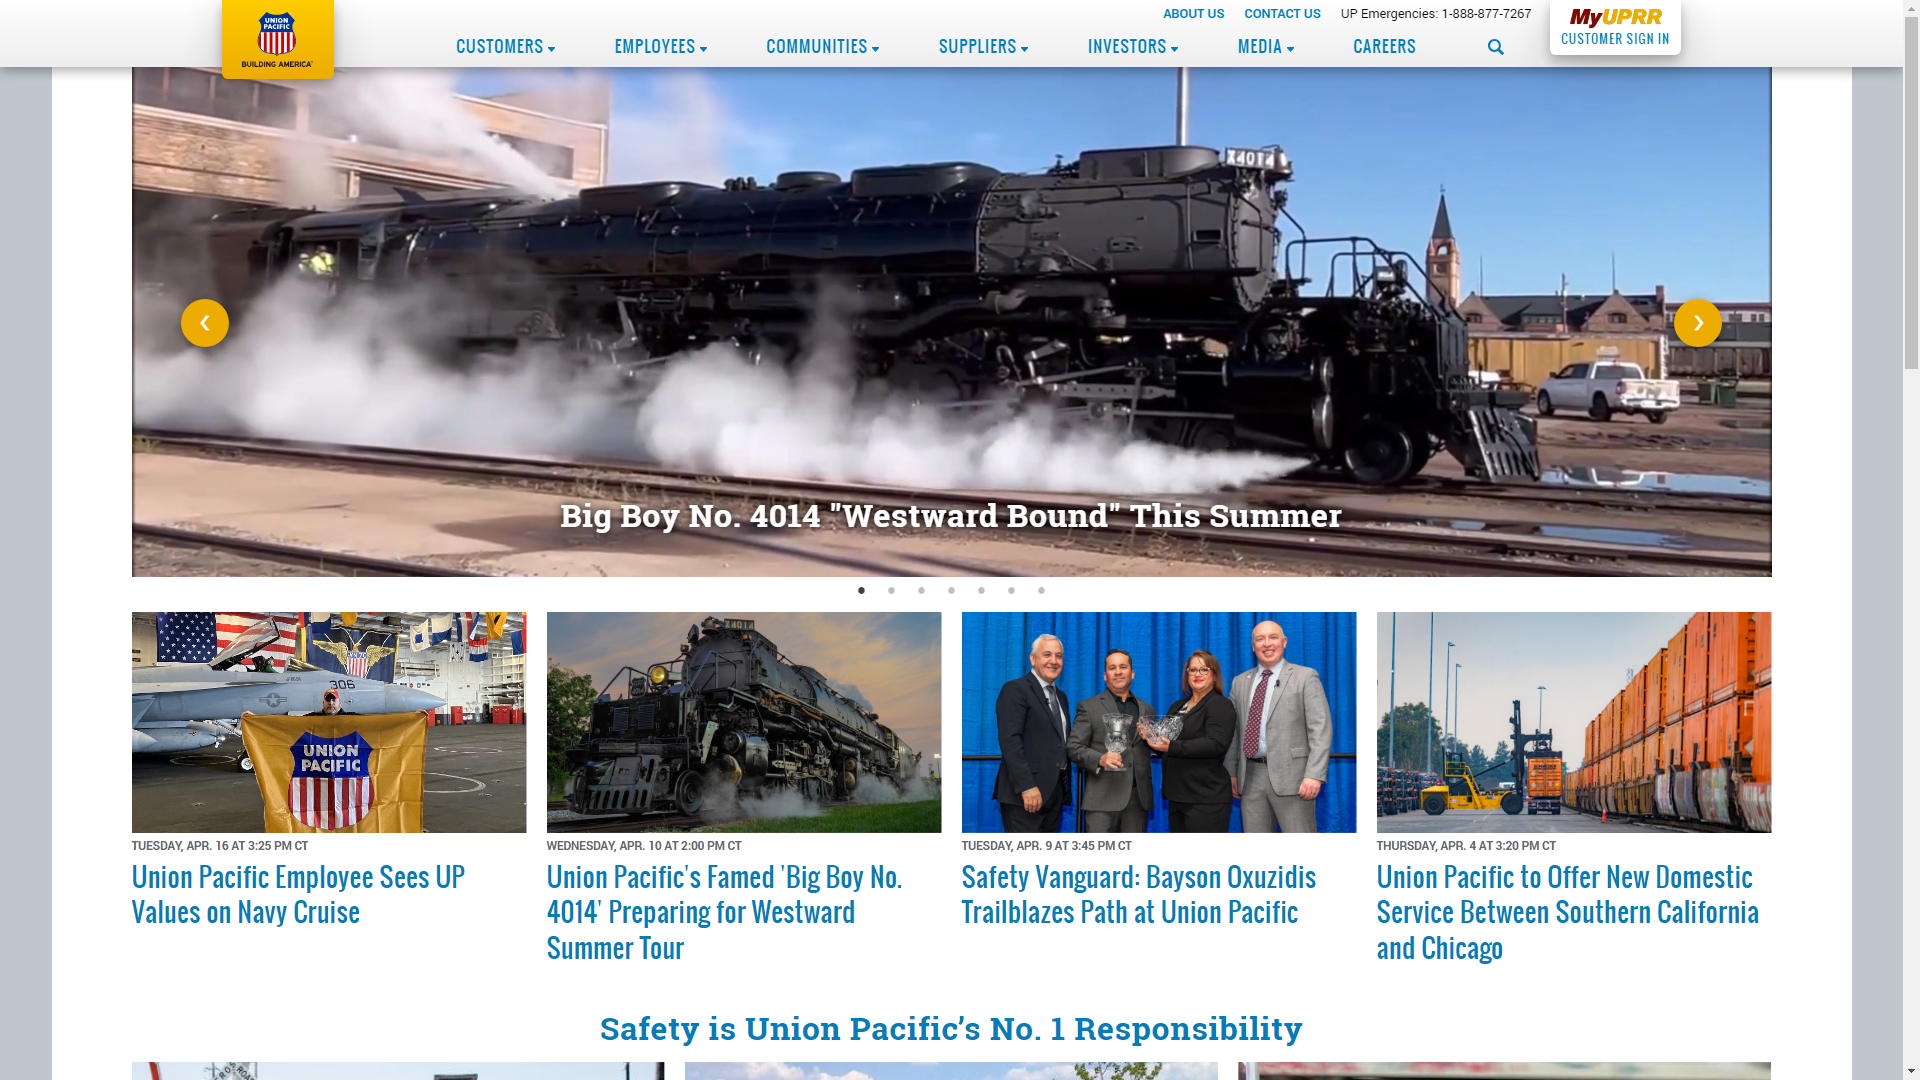 UNION
PACIFIC
BUILDING AMERICA
ABOUT US CONTACT US UP Emergencies: 1-888-877-7267
MyUPRR
CUSTOMER SIGN IN
CUSTOMERS EMPLOYEES COMMUNITIES SUPPLIERS INVESTORS MEDIA CAREERS
X4014
Big Boy No. 4014 "Westward Bound" This Summer
306
UNION
PACIFIC
X4014
TUESDAY, APR. 16 AT 3:25 PM CT
Union Pacific Employee Sees UP
Values on Navy Cruise
WEDNESDAY, APR. 10 AT 2:00 PM CT
Union Pacific's Famed 'Big Boy No.
4014' Preparing for Westward
Summer Tour
TUESDAY, APR. 9 AT 3:45 PM CT
Safety Vanguard: Bayson Oxuzidis
Trailblazes Path at Union Pacific
THURSDAY, APR. 4 AT 3:20 PM CT
Union Pacific to Offer New Domestic
Service Between Southern California
and Chicago
Safety is Union Pacific’s No. 1 Responsibility